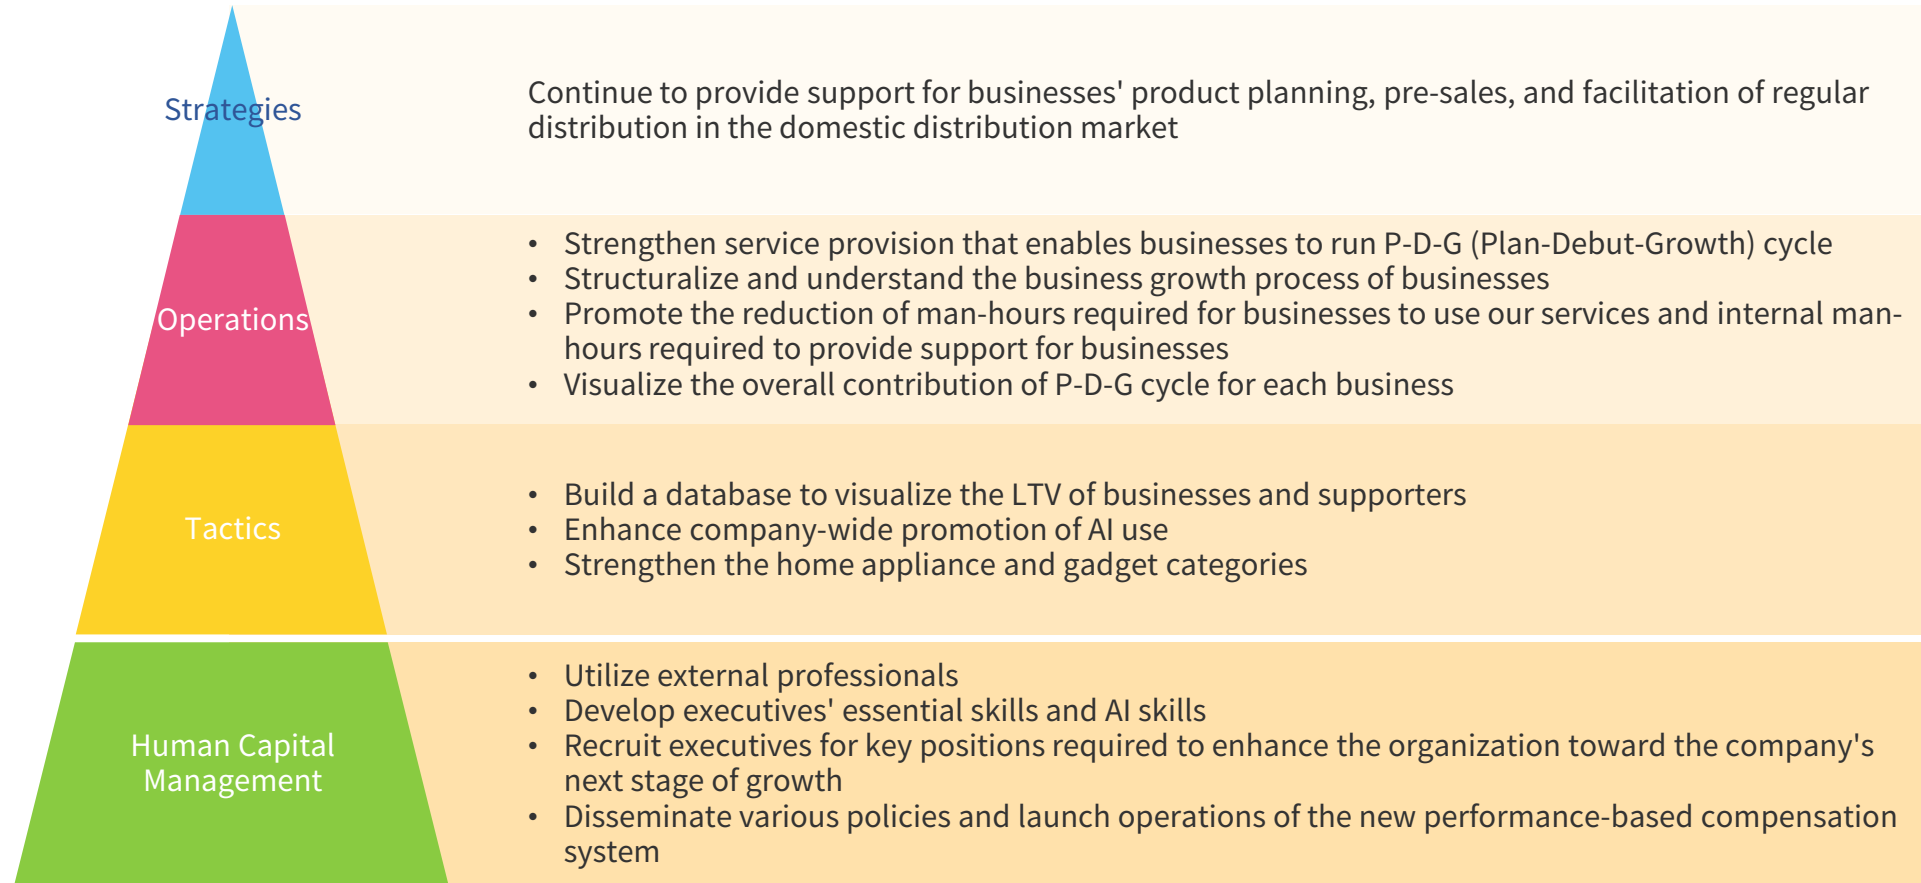 Strategies
Continue to provide support for businesses' product planning, pre-sales, and facilitation of regular
distribution in the domestic distribution market
Operations
• Strengthen service provision that enables businesses to run P-D-G (Plan-Debut-Growth) cycle
• Structuralize and understand the business growth process of businesses
• Promote the reduction of man-hours required for businesses to use our services and internal man-
hours required to provide support for businesses
• Visualize the overall contribution of P-D-G cycle for each business
Tactics
• Build a database to visualize the LTV of businesses and supporters
• Enhance company-wide promotion of AI use
• Strengthen the home appliance and gadget categories
Human Capital
Management
• Utilize external professionals
• Develop executives' essential skills and AI skills
• Recruit executives for key positions required to enhance the organization toward the company's
next stage of growth
• Disseminate various policies and launch operations of the new performance-based compensation
system